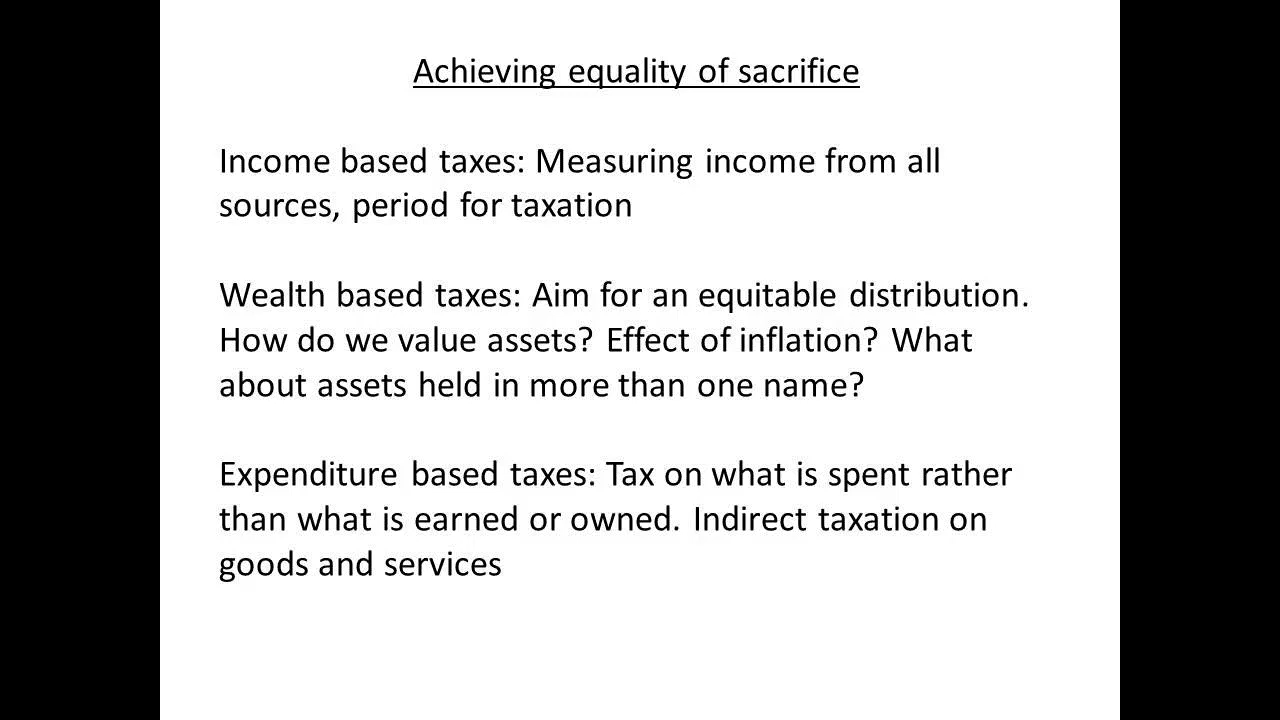 Achieving equality of sacrifice
Income based taxes: Measuring income from all
sources, period for taxation
Wealth based taxes: Aim for an equitable distribution.
How do we value assets? Effect of inflation? What
about assets held in more than one name?
Expenditure based taxes: Tax on what is spent rather
than what is earned or owned. Indirect taxation on
goods and services